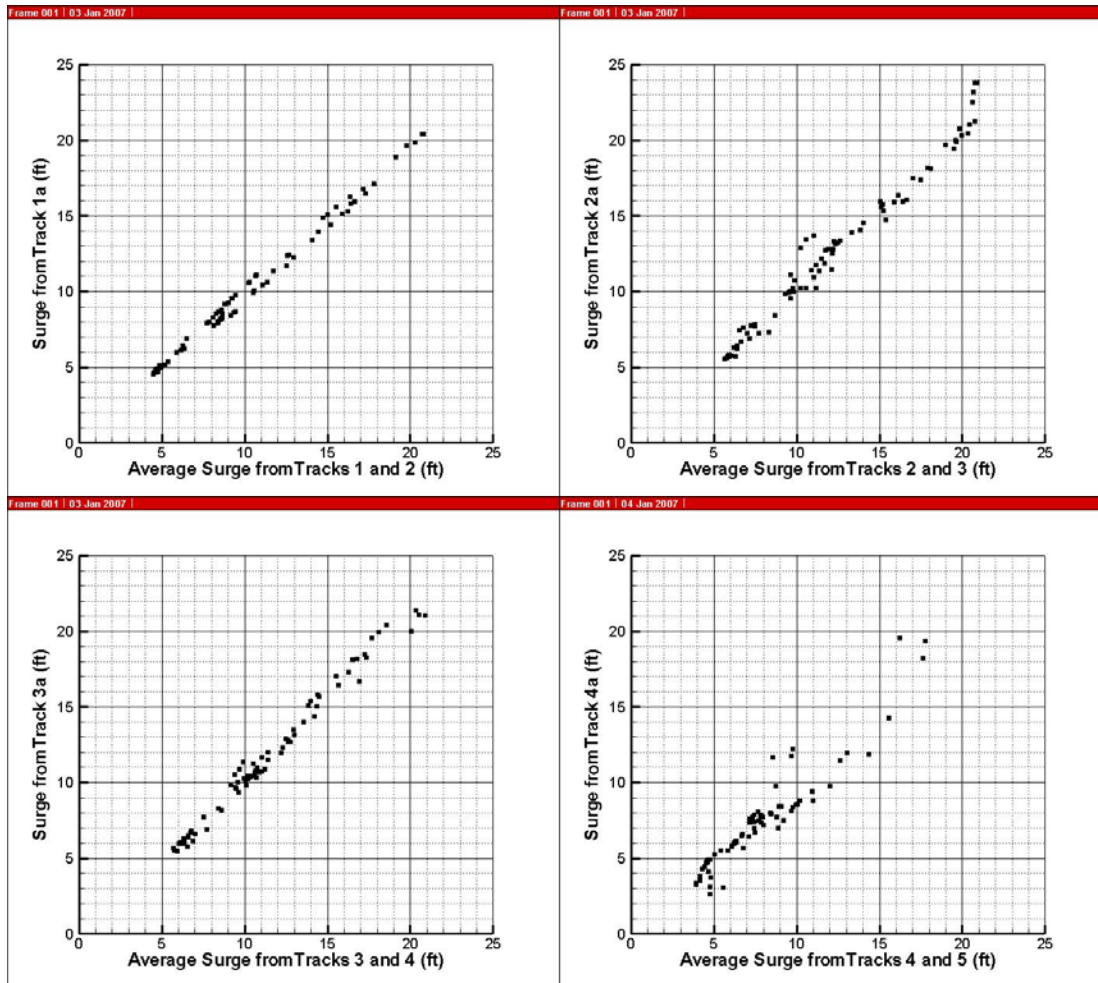 Frame 001 | 03 Jan 2007 |
25
20
15
10
5
0
Surge from Track 1a (ft)
0 5 10 15 20 25
Average Surge from Tracks 1 and 2 (ft)
Frame 001 | 03 Jan 2007 |
25
20
15
10
5
0
Surge from Track 2a (ft)
0 5 10 15 20 25
Average Surge from Tracks 2 and 3 (ft)
Frame 001 | 03 Jan 2007 |
25
20
15
10
5
0
Surge from Track 3a (ft)
0 5 10 15 20 25
Average Surge from Tracks 3 and 4 (ft)
Frame 001 | 04 Jan 2007 |
25
20
15
10
5
0
Surge from Track 4a (ft)
0 5 10 15 20 25
Average Surge from Tracks 4 and 5 (ft)